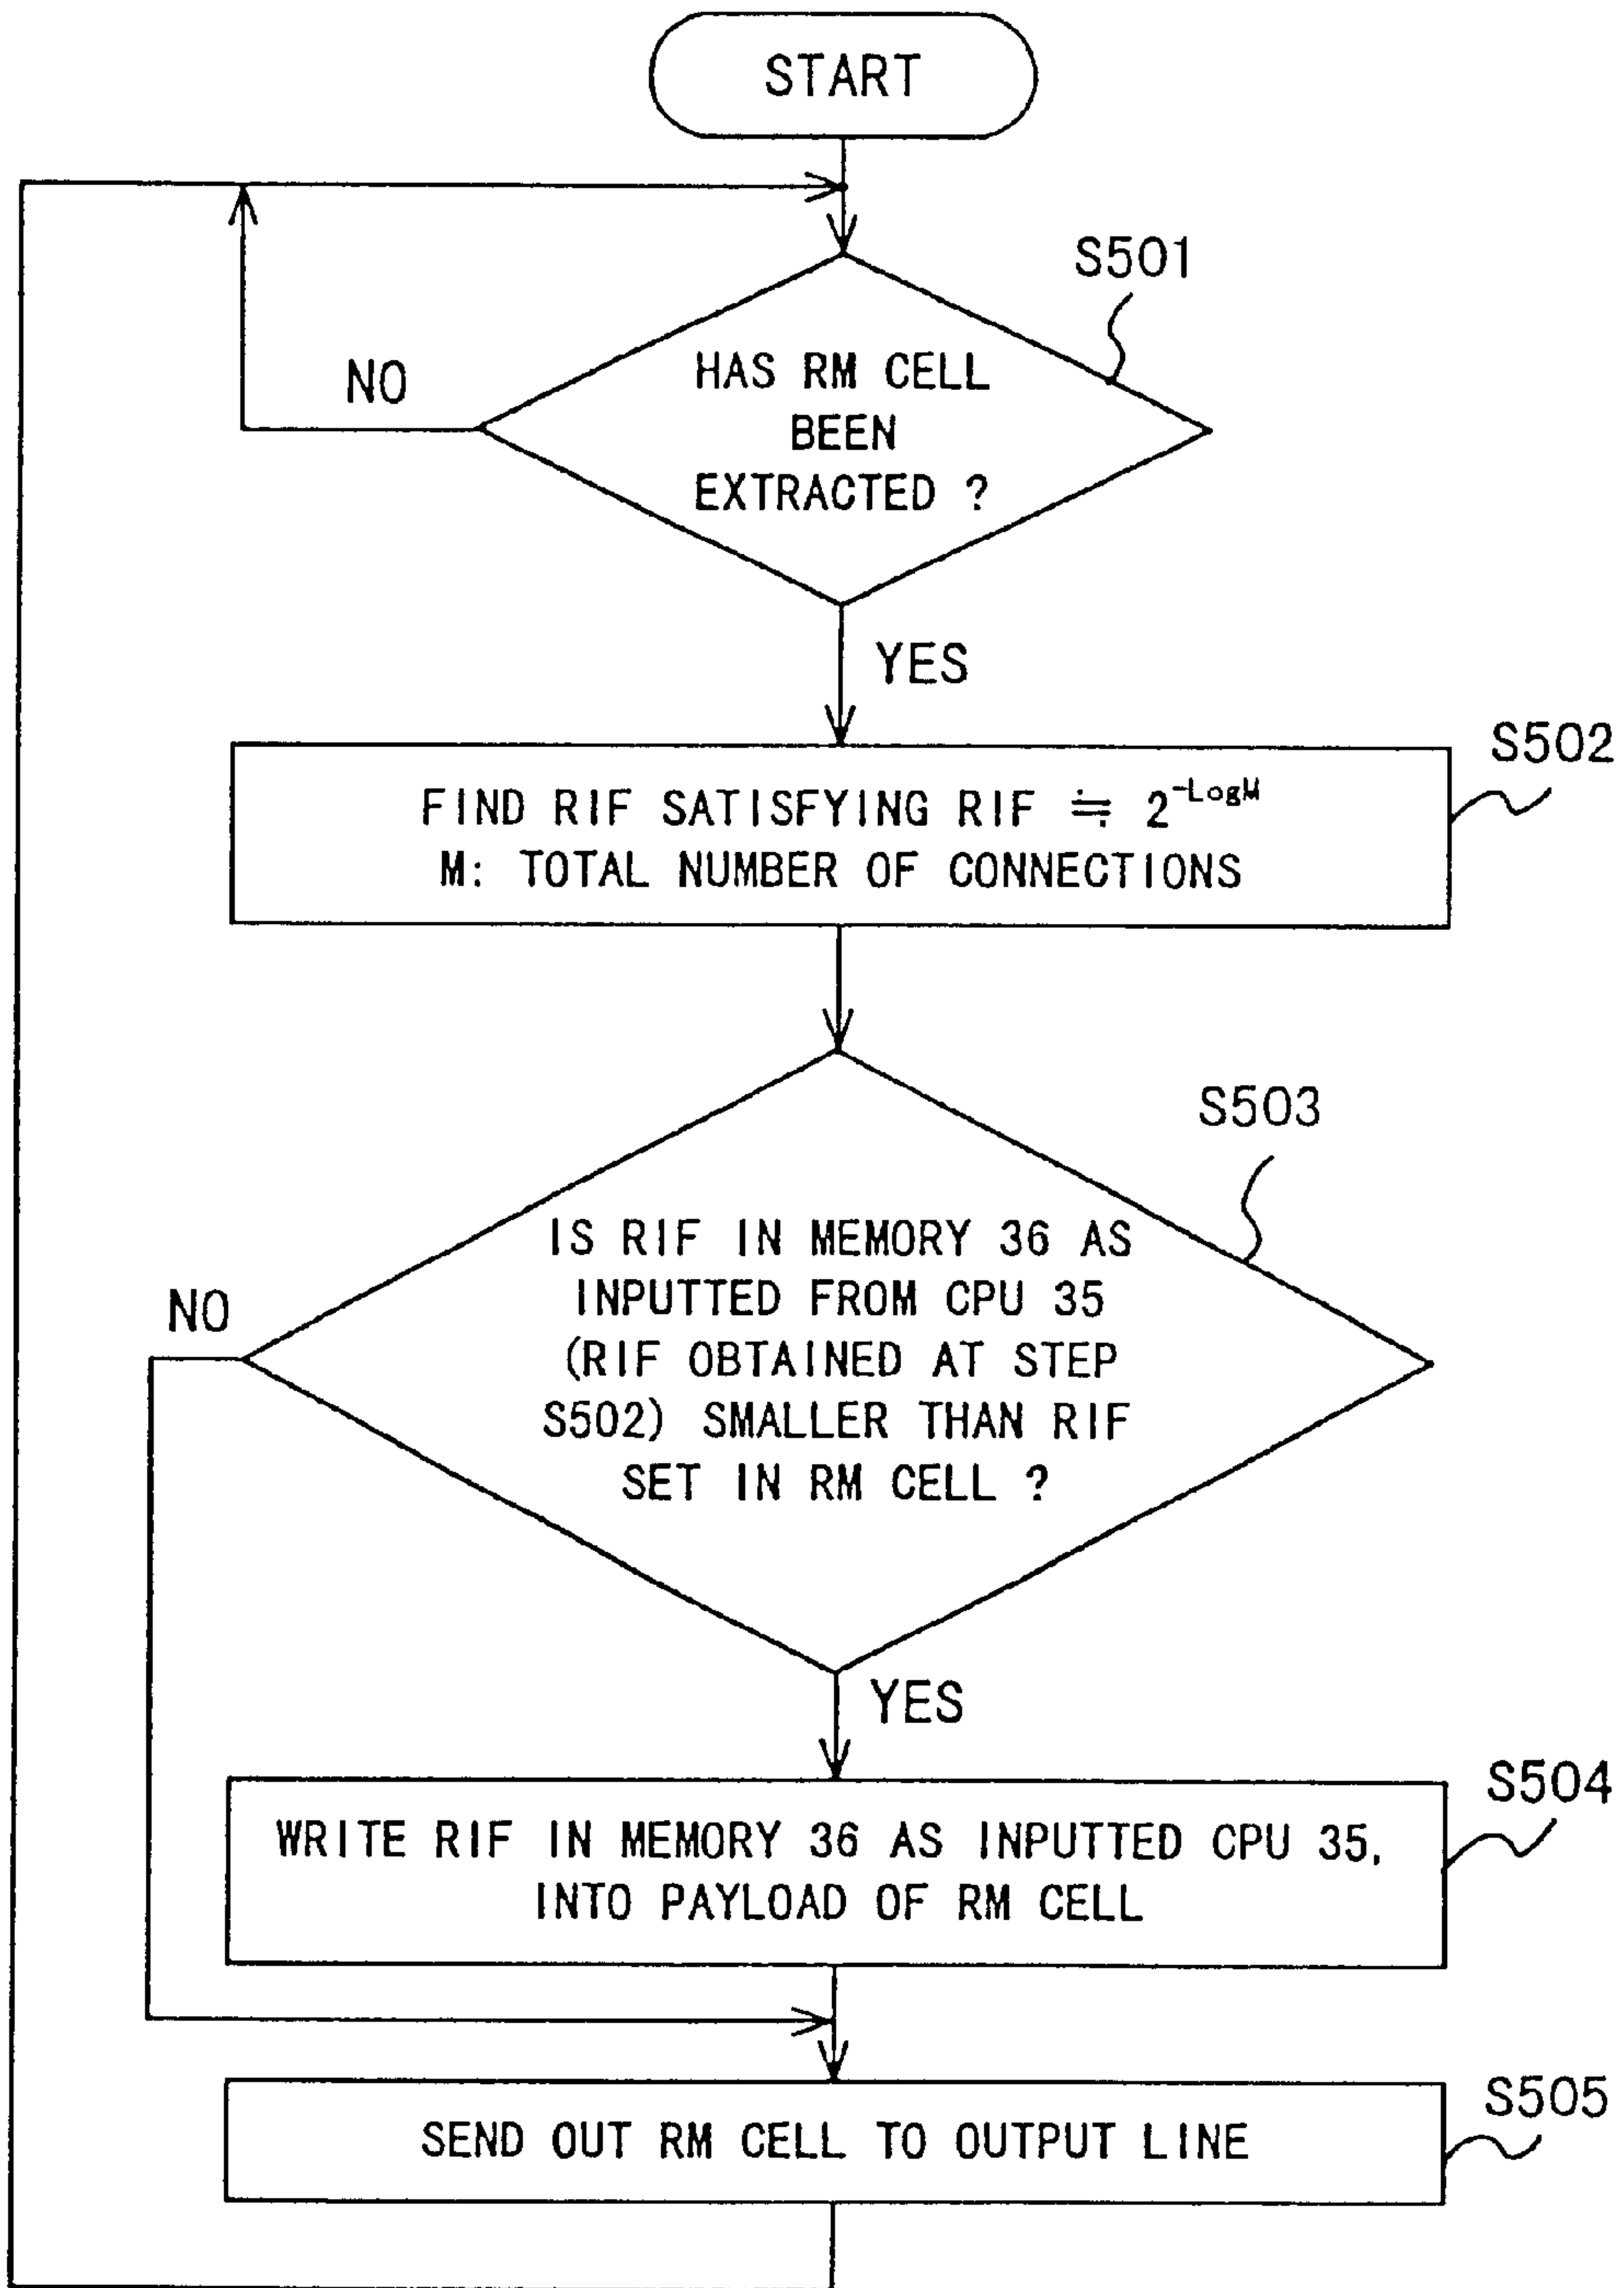 START
S501
NO
HAS RM CELL
BEEN
EXTRACTED ?
YES
S502
FIND RIF SATISFYING RIF ≒ 2^-LogM
M: TOTAL NUMBER OF CONNECTIONS
S503
NO
IS RIF IN MEMORY 36 AS
INPUTTED FROM CPU 35
(RIF OBTAINED AT STEP
S502) SMALLER THAN RIF
SET IN RM CELL ?
YES
S504
WRITE RIF IN MEMORY 36 AS INPUTTED CPU 35,
INTO PAYLOAD OF RM CELL
S505
SEND OUT RM CELL TO OUTPUT LINE